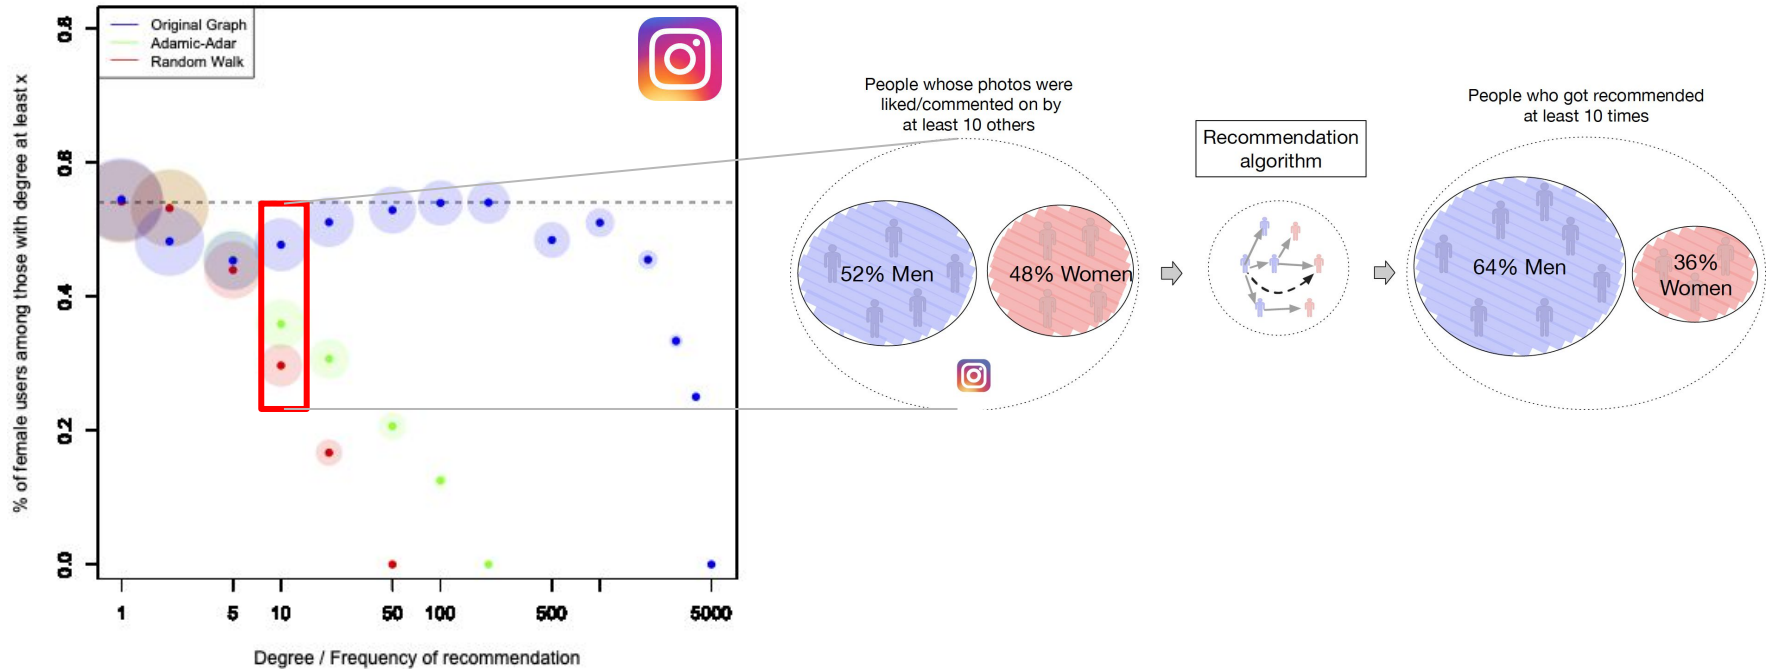 Original Graph
Adamic-Adar
Random Walk
% of female users among those with degree at least x
0.8
0.6
0.4
0.2
0.0
1
5
10
50
100
500
5000
Degree / Frequency of recommendation
People whose photos were
liked/commented on by
at least 10 others
52% Men
48% Women
Recommendation
algorithm
People who got recommended
at least 10 times
64% Men
36%
Women